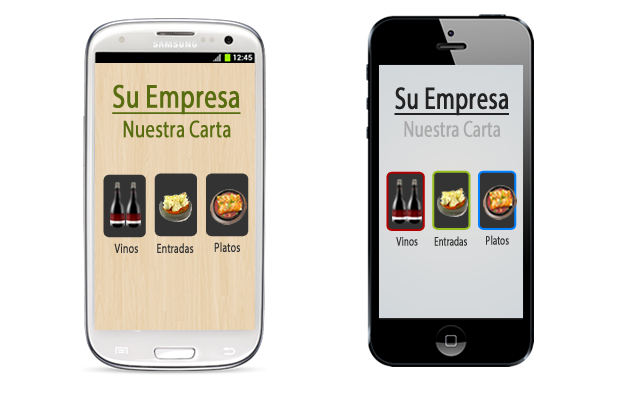 SAMSUNG
12:45
Su Empresa
Nuestra Carta
Vinos Entradas Platos
Su Empresa
Nuestra Carta
Vinos Entradas Platos